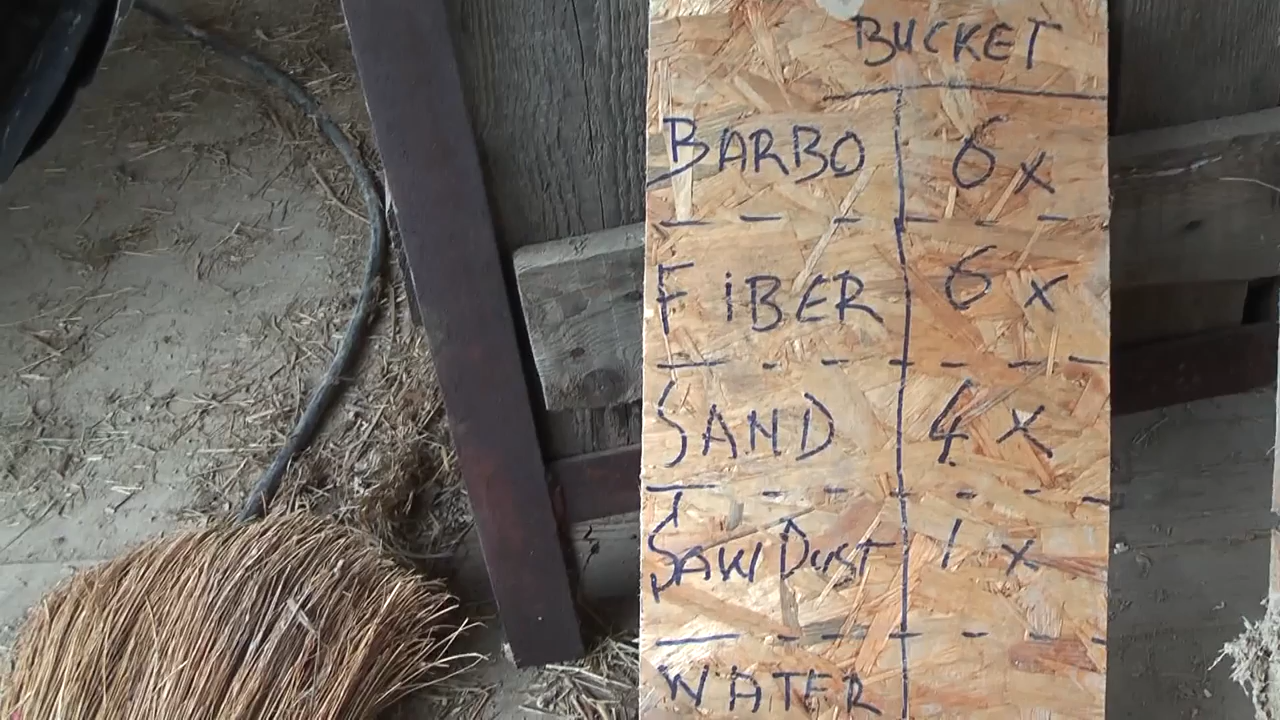 BUCKET
BARBO 6x
FiBER 6x
SAND 4x
SAWDUST 1x
WATER